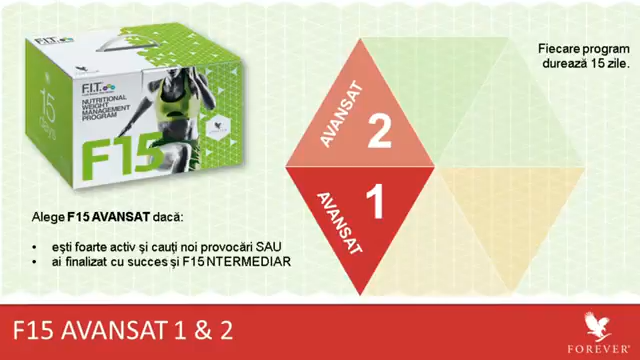 F.I.T.
NUTRITIONAL
WEIGHT
MANAGEMENT
PROGRAM
F15
15
days
Fiecare program
durează 15 zile.
AVANSAT
2
AVANSAT
1
Alege F15 AVANSAT dacă:
• ești foarte activ și cauți noi provocări SAU
• ai finalizat cu succes și F15 NTERMEDIAR
F15 AVANSAT 1 & 2
FOREVER